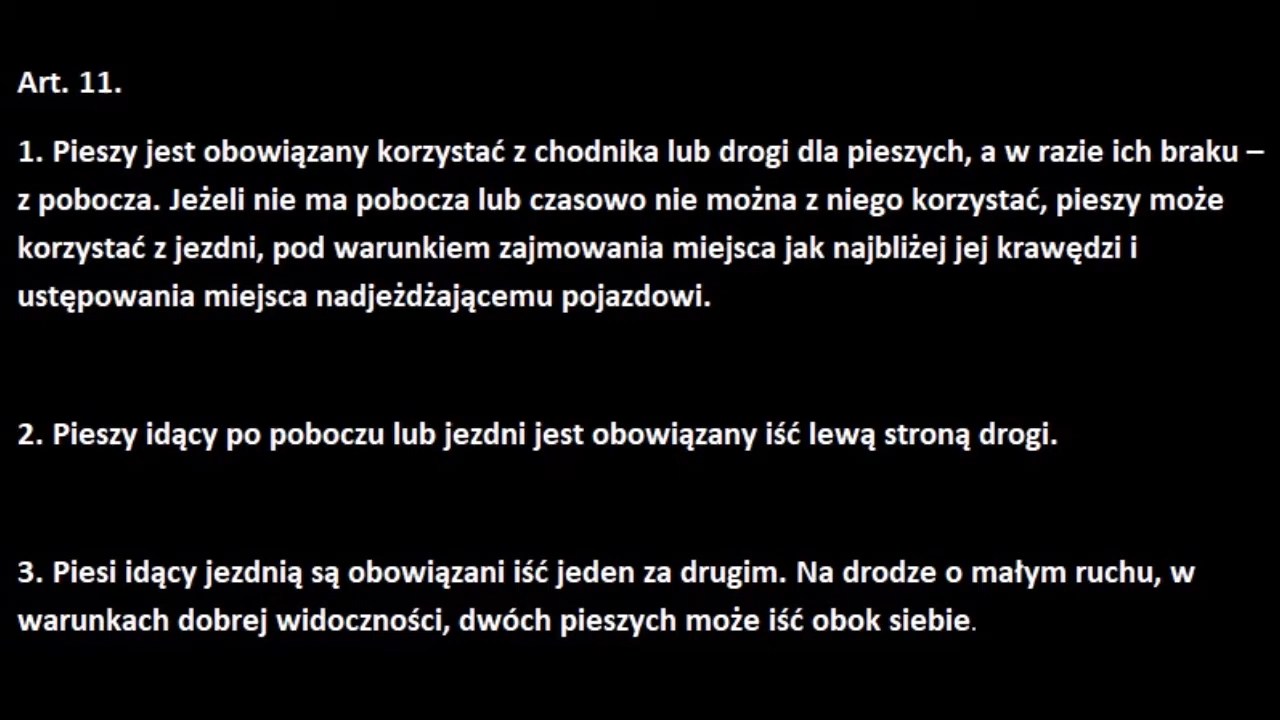 Art. 11.
1. Pieszy jest obowiązany korzystać z chodnika lub drogi dla pieszych, a w razie ich braku –
z pobocza. Jeżeli nie ma pobocza lub czasowo nie można z niego korzystać, pieszy może
korzystać z jezdni, pod warunkiem zajmowania miejsca jak najbliżej jej krawędzi i
ustępowania miejsca nadjeżdżającemu pojazdowi.
2. Pieszy idący po poboczu lub jezdni jest obowiązany iść lewą stroną drogi.
3. Piesi idący jezdnią są obowiązani iść jeden za drugim. Na drodze o małym ruchu, w
warunkach dobrej widoczności, dwóch pieszych może iść obok siebie.